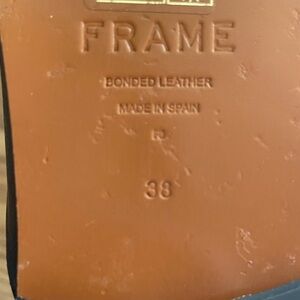 FRAME
BONDED LEATHER
MADE IN SPAIN
38